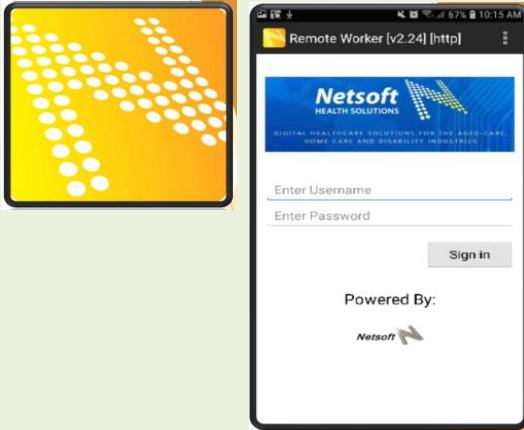 67% 10:15 AM
Remote Worker [v2.24] [http]
Netsoft
HEALTH SOLUTIONS
DIGITAL HEALTHCARE SOLUTIONS FOR THE AGED-CARE,
HOME CARE AND DISABILITY INDUSTRIES
Enter Username
Enter Password
Sign in
Powered By:
Netsoft